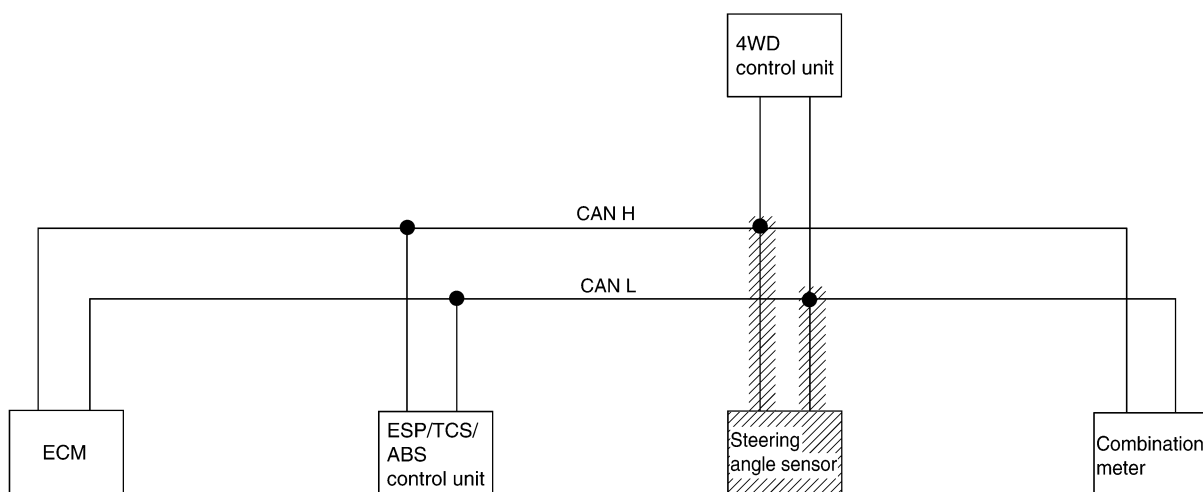 4WD
control unit
CAN H
CAN L
ECM
ESP/TCS/
ABS
control unit
Steering
angle sensor
Combination
meter